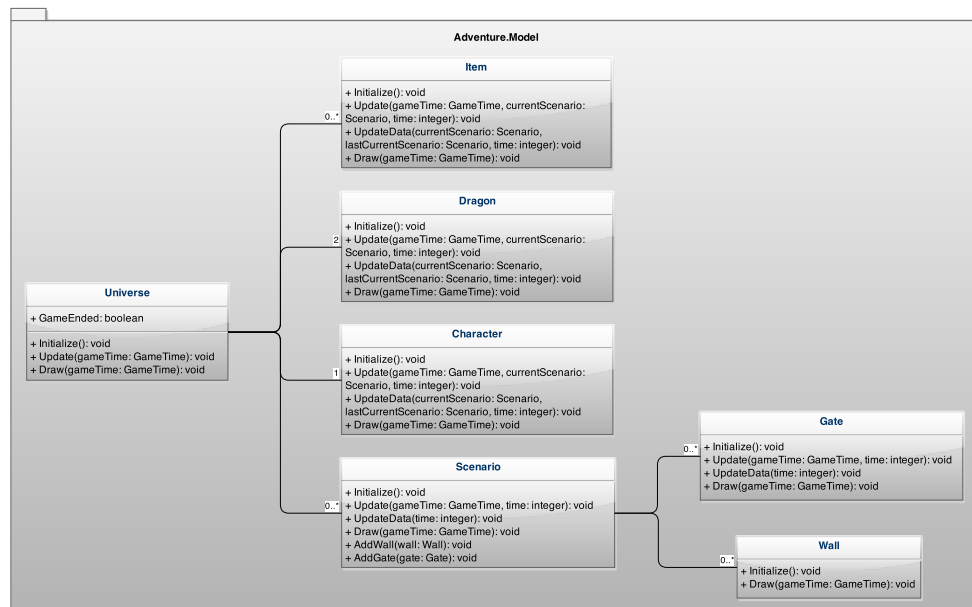 Adventure.Model
Item
+ Initialize(): void
+ Update(gameTime: GameTime, currentScenario:
Scenario, time: integer): void
+ UpdateData(currentScenario: Scenario,
lastCurrentScenario: Scenario, time: integer): void
+ Draw(gameTime: GameTime): void
0..*
Dragon
+ Initialize(): void
+ Update(gameTime: GameTime, currentScenario:
Scenario, time: integer): void
+ UpdateData(currentScenario: Scenario,
lastCurrentScenario: Scenario, time: integer): void
+ Draw(gameTime: GameTime): void
2
Universe
+ GameEnded: boolean
+ Initialize(): void
+ Update(gameTime: GameTime): void
+ Draw(gameTime: GameTime): void
Character
+ Initialize(): void
+ Update(gameTime: GameTime, currentScenario:
Scenario, time: integer): void
+ UpdateData(currentScenario: Scenario,
lastCurrentScenario: Scenario, time: integer): void
+ Draw(gameTime: GameTime): void
1
Scenario
+ Initialize(): void
+ Update(gameTime: GameTime, time: integer): void
+ UpdateData(time: integer): void
+ Draw(gameTime: GameTime): void
+ AddWall(wall: Wall): void
+ AddGate(gate: Gate): void
0..*
Gate
+ Initialize(): void
+ Update(gameTime: GameTime, time: integer): void
+ UpdateData(time: integer): void
+ Draw(gameTime: GameTime): void
0..*
Wall
+ Initialize(): void
+ Draw(gameTime: GameTime): void
0..*